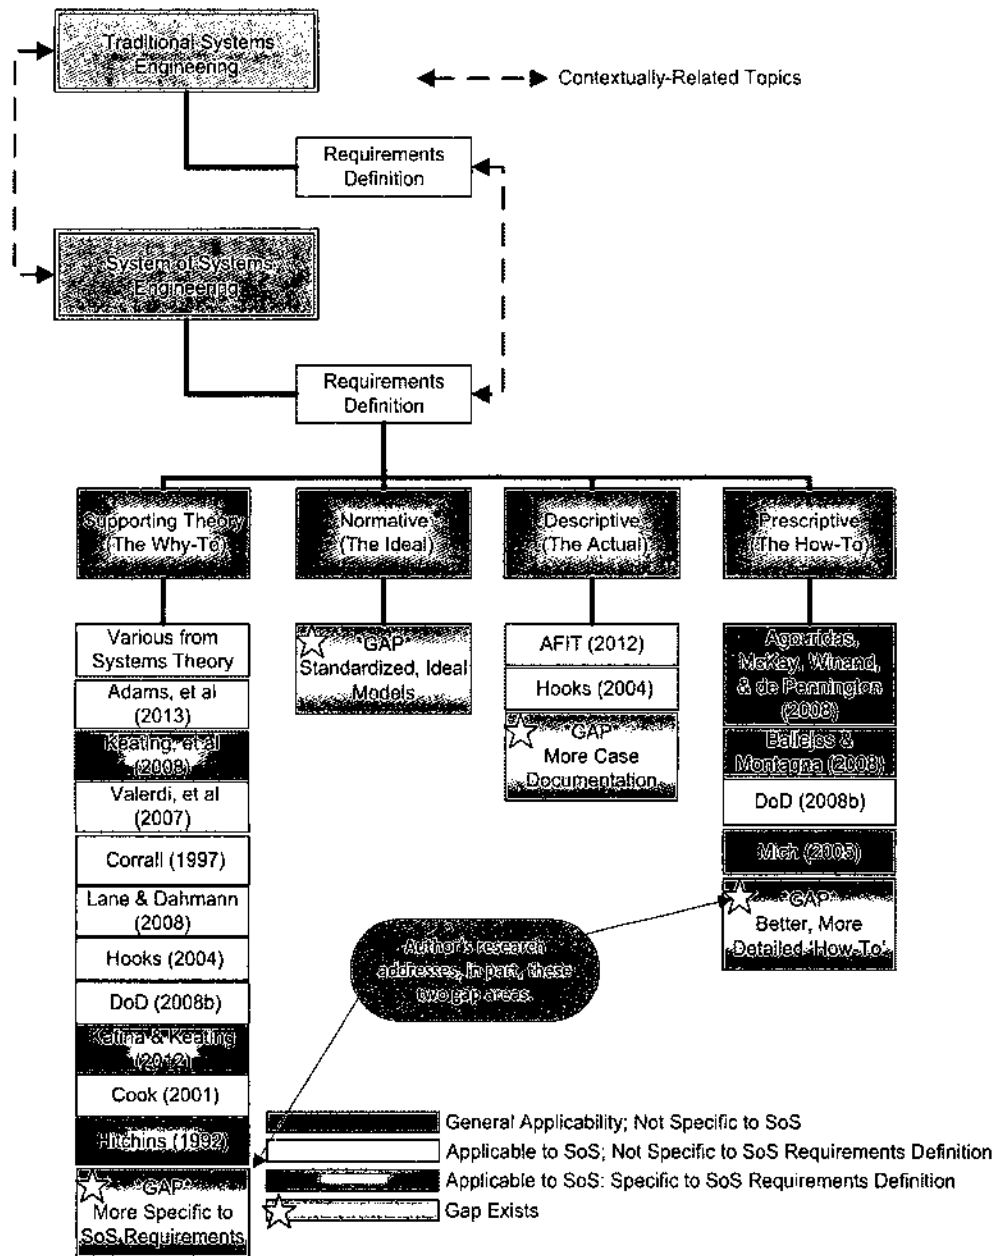 Traditional Systems
Engineering
Contextually-Related Topics
Requirements
Definition
System of Systems
Engineering
Requirements
Definition
Supporting Theory
(The Why-To)
Normative
(The Ideal)
Descriptive
(The Actual)
Prescriptive
(The How-To)
Various from
Systems Theory
Adams, et al
(2013)
Keating, et al
(2008)
Valerdi, et al
(2007)
Corrall (1997)
Lane & Dahmann
(2008)
Hooks (2004)
DoD (2008b)
Katina & Keating
(2012)
Cook (2001)
Hitchins (1992)
*GAP*
More Specific to
SoS Requirements
*GAP*
Standardized, Ideal
Models
AFIT (2012)
Hooks (2004)
*GAP*
More Case
Documentation
Agouridas,
McKay, Winand,
& de Pennington
(2008)
Ballejos &
Montagna (2008)
DoD (2008b)
Mich (2005)
*GAP*
Better, More
Detailed 'How-To'
Author's research
addresses, in part, these
two gap areas.
General Applicability; Not Specific to SoS
Applicable to SoS; Not Specific to SoS Requirements Definition
Applicable to SoS: Specific to SoS Requirements Definition
Gap Exists